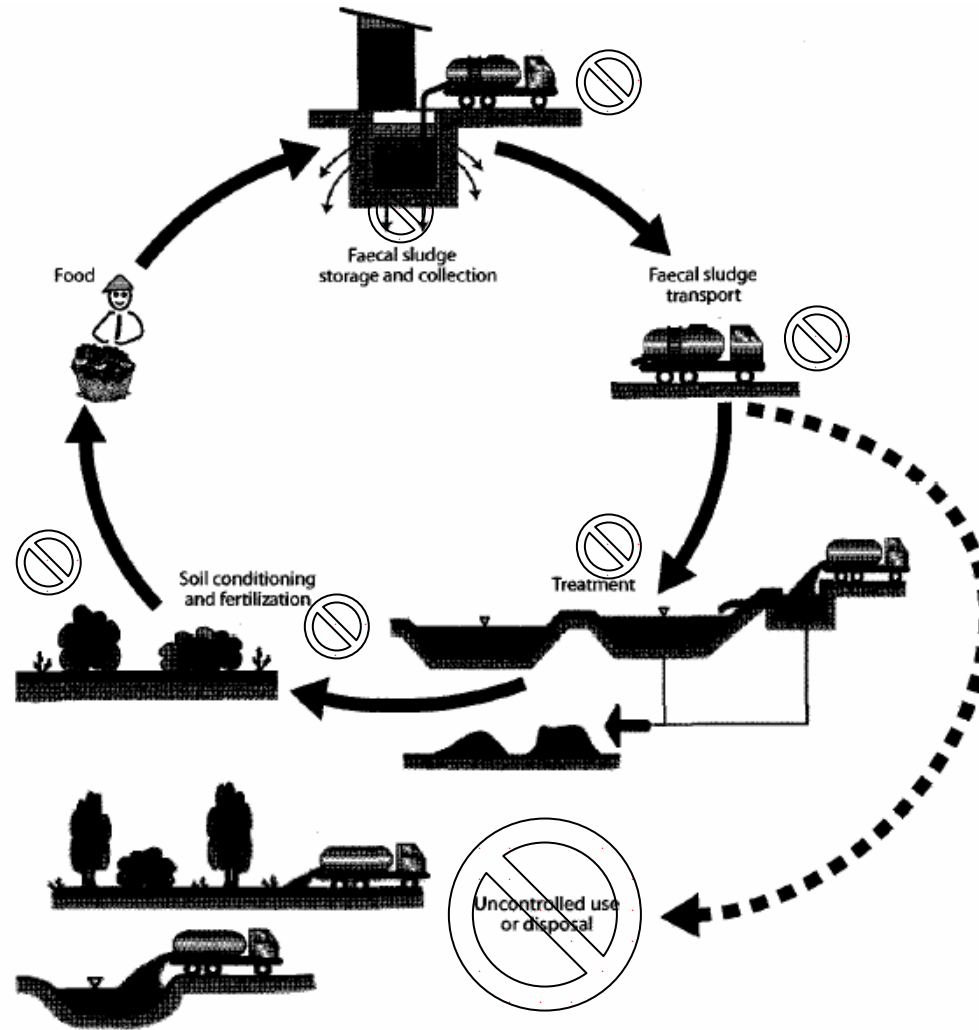 Faecal sludge
storage and collection
Food
Faecal sludge
transport
Soil conditioning
and fertilization
Treatment
Uncontrolled use
or disposal